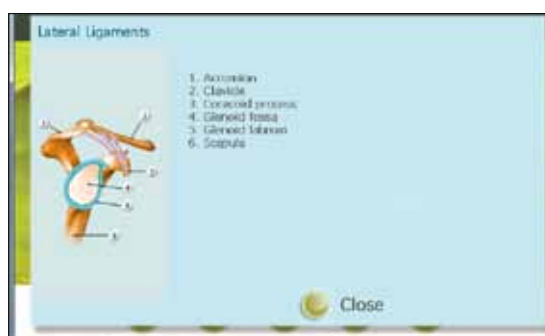 Lateral Ligaments
1. Acromion
2. Clavicle
3. Coracoid process
4. Glenoid fossa
5. Glenoid labrum
6. Scapula
Close